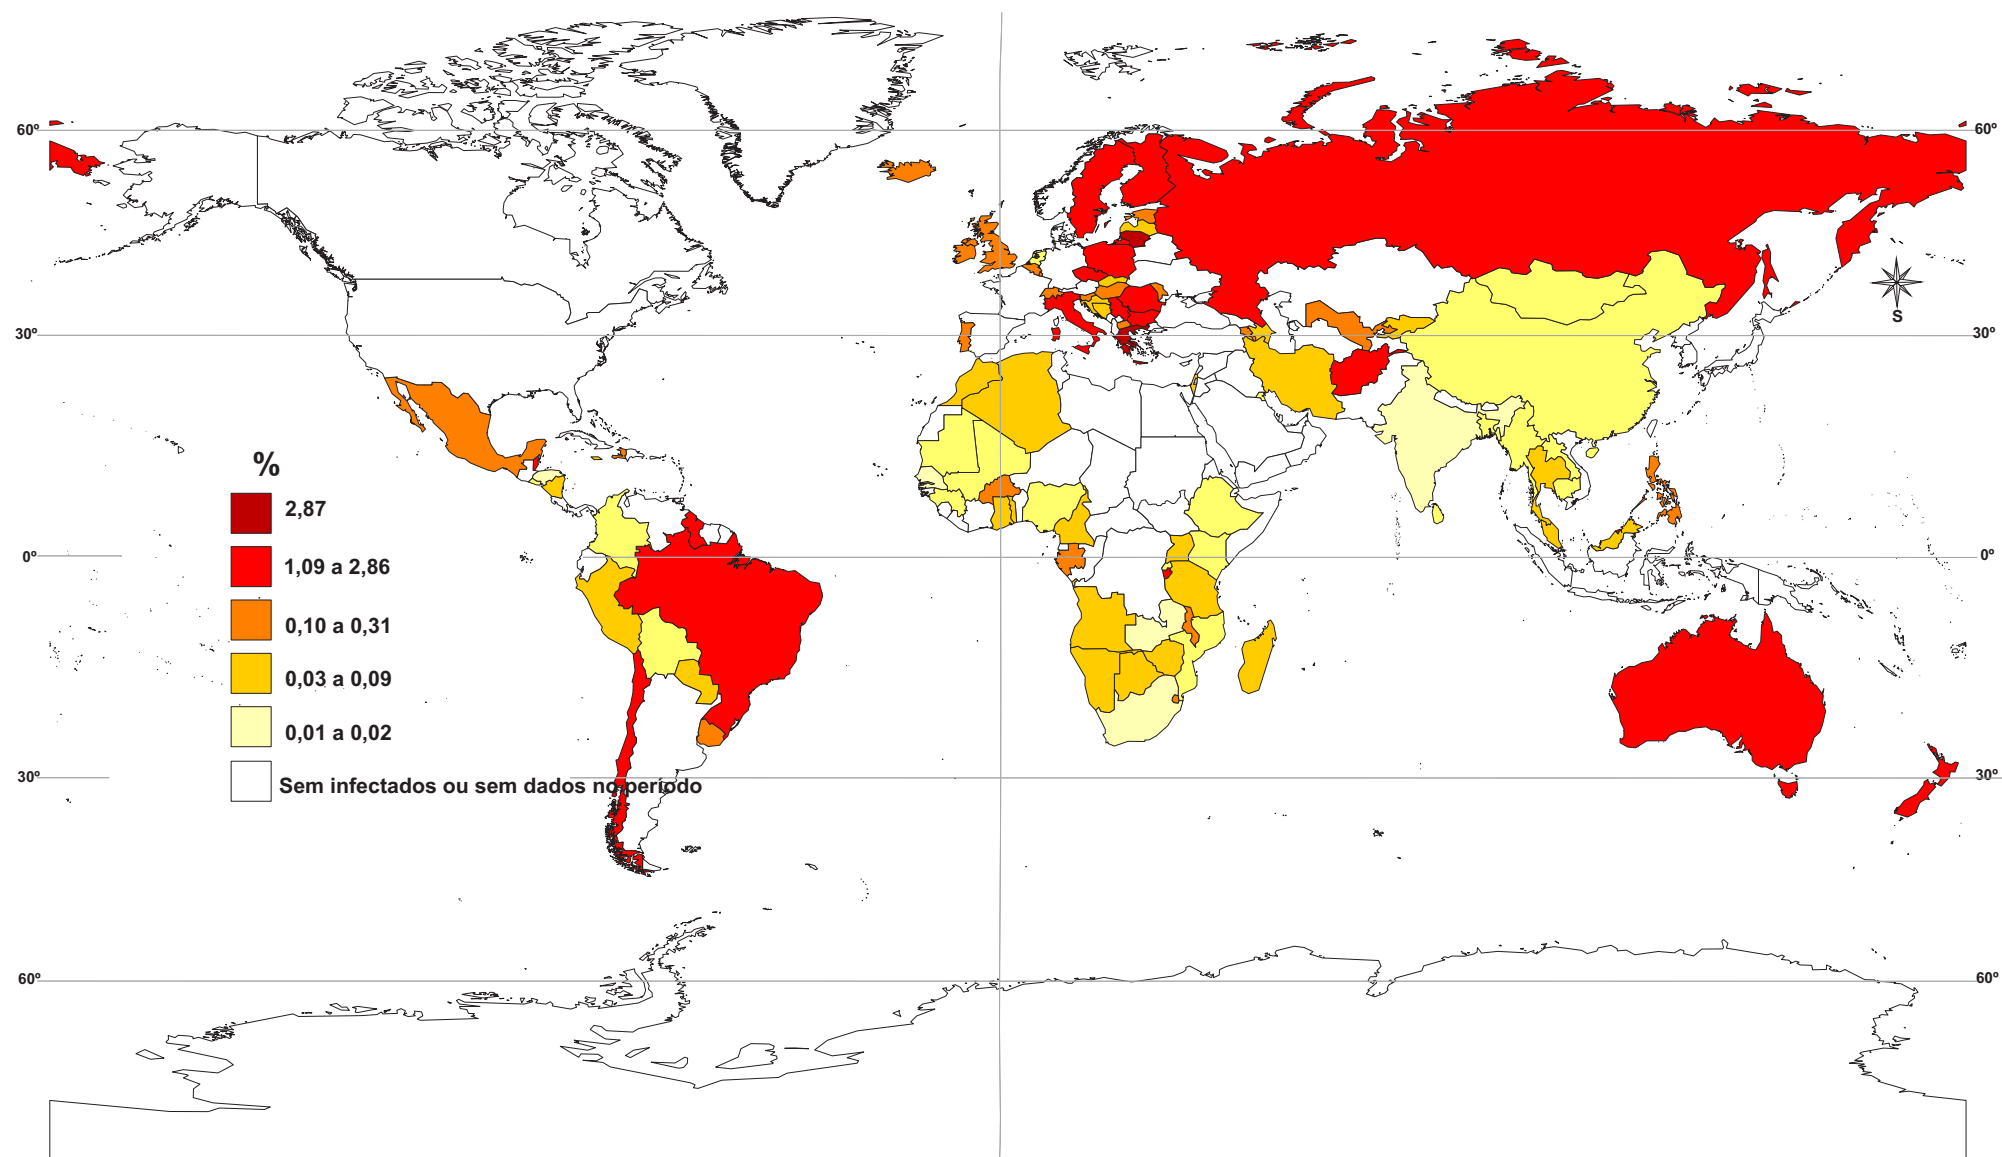 60º
60º
S
30º
30º
%
2,87
1,09 a 2,86
0º
0º
0,10 a 0,31
0,03 a 0,09
0,01 a 0,02
30º
Sem infectados ou sem dados no período
30º
60º
60º